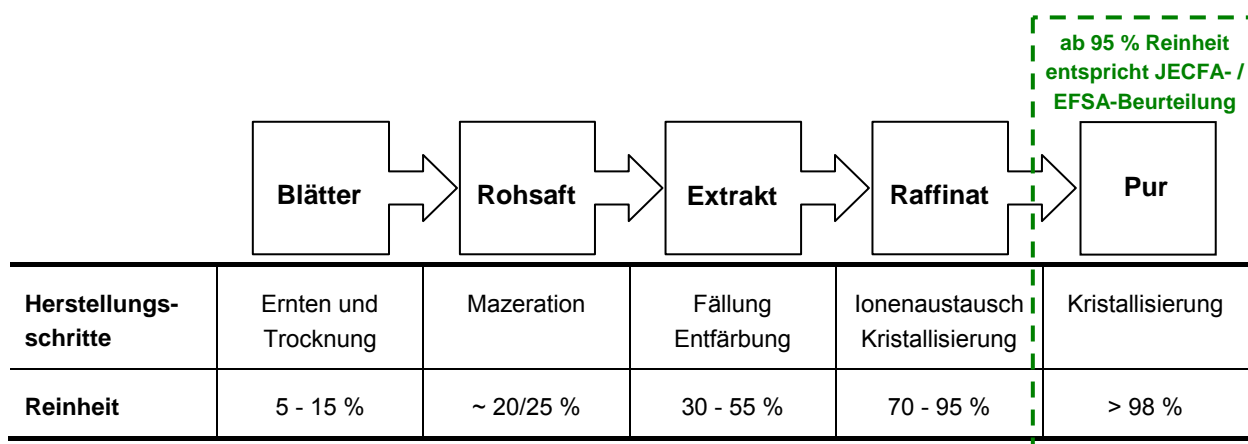 ab 95 % Reinheit
entspricht JECFA- /
EFSA-Beurteilung
Blätter
Rohsaft
Extrakt
Raffinat
Pur
Herstellungs-
schritte
Ernten und
Trocknung
Mazeration
Fällung
Entfärbung
Ionenaustausch
Kristallisierung
Kristallisierung
Reinheit
5 - 15 %
~ 20/25 %
30 - 55 %
70 - 95 %
> 98 %